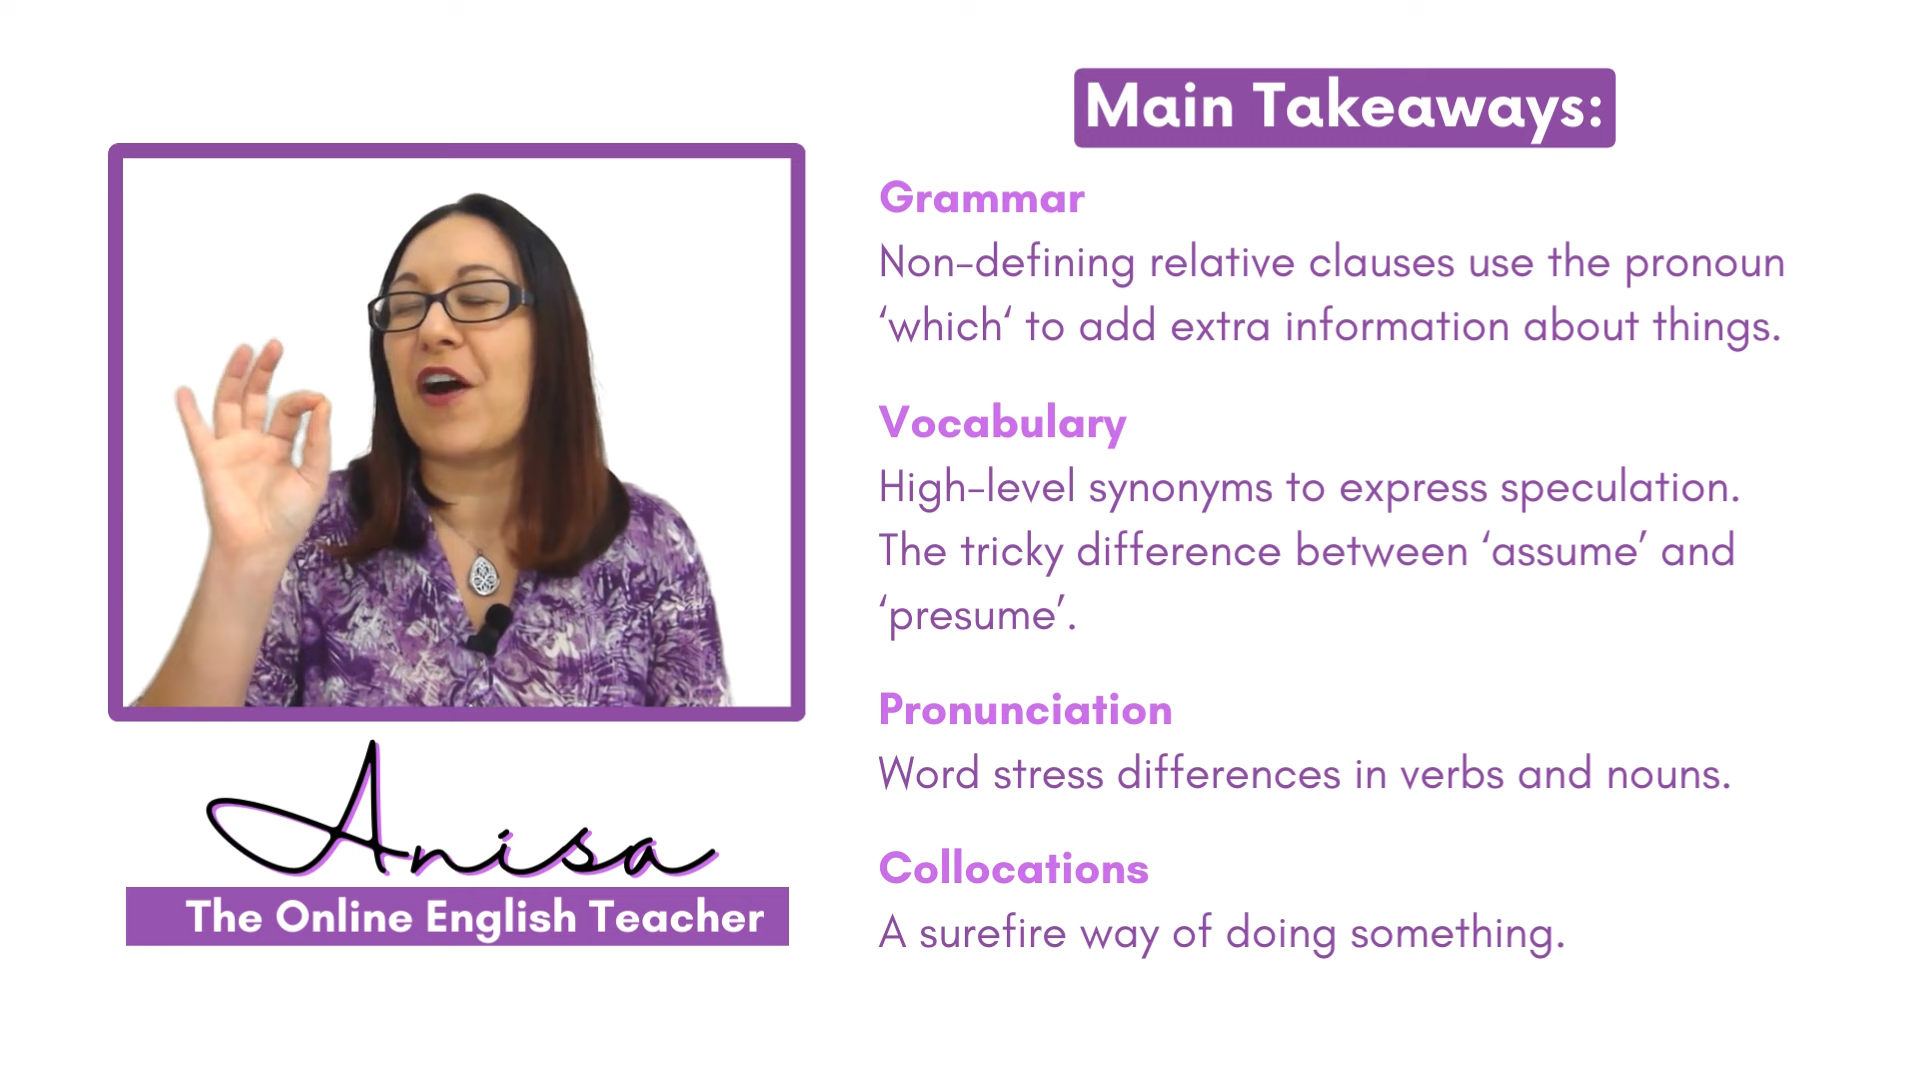 Main Takeaways:
Grammar
Non-defining relative clauses use the pronoun
‘which‘ to add extra information about things.
Vocabulary
High-level synonyms to express speculation.
The tricky difference between ‘assume’ and
‘presume’.
Pronunciation
Word stress differences in verbs and nouns.
Collocations
A surefire way of doing something.
Anisa
The Online English Teacher